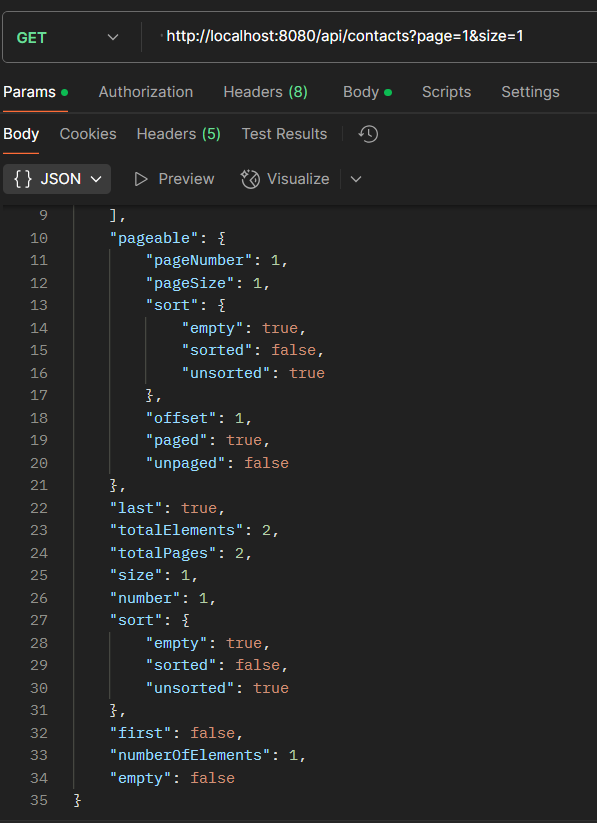 GET http://localhost:8080/api/contacts?page=1&size=1
Params Authorization Headers (8) Body Scripts Settings
Body Cookies Headers (5) Test Results
{} JSON Preview Visualize
9 ],
10 "pageable": {
11 "pageNumber": 1,
12 "pageSize": 1,
13 "sort": {
14 "empty": true,
15 "sorted": false,
16 "unsorted": true
17 },
18 "offset": 1,
19 "paged": true,
20 "unpaged": false
21 },
22 "last": true,
23 "totalElements": 2,
24 "totalPages": 2,
25 "size": 1,
26 "number": 1,
27 "sort": {
28 "empty": true,
29 "sorted": false,
30 "unsorted": true
31 },
32 "first": false,
33 "numberOfElements": 1,
34 "empty": false
35 }